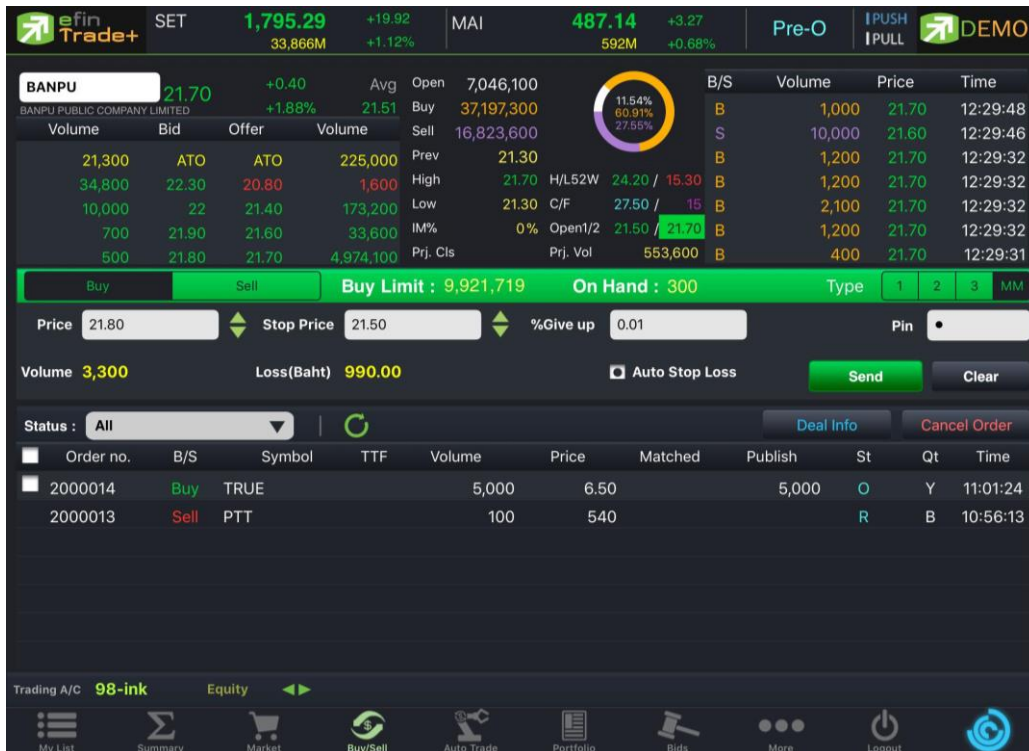 efin Trade+ SET 1,795.29 +19.92 MAI 487.14 +3.27 Pre-O PUSH DEMO
33,866M +1.12% 592M +0.68% PULL
BANPU 21.70 +0.40 Avg Open 7,046,100 B/S Volume Price Time
BANPU PUBLIC COMPANY LIMITED +1.88% 21.51 Buy 37,197,300 11.54% B 1,000 21.70 12:29:48
Volume Bid Offer Volume Sell 16,823,600 60.91% 27.55% S 10,000 21.60 12:29:46
21,300 ATO ATO 225,000 Prev 21.30 B 1,200 21.70 12:29:32
34,800 22.30 20.80 1,600 High 21.70 H/L52W 24.20 / 15.30 B 1,200 21.70 12:29:32
10,000 22 21.40 173,200 Low 21.30 C/F 27.50 / 15 B 2,100 21.70 12:29:32
700 21.90 21.60 33,600 IM% 0% Open1/2 21.50 / 21.70 B 1,200 21.70 12:29:32
500 21.80 21.70 4,974,100 Prj. Cls Prj. Vol 553,600 B 400 21.70 12:29:31
Buy Sell Buy Limit : 9,921,719 On Hand : 300 Type 1 2 3 MM
Price 21.80 Stop Price 21.50 %Give up 0.01 Pin •
Volume 3,300 Loss(Baht) 990.00 Auto Stop Loss Send Clear
Status : All Deal Info Cancel Order
Order no. B/S Symbol TTF Volume Price Matched Publish St Qt Time
2000014 Buy TRUE 5,000 6.50 5,000 O Y 11:01:24
2000013 Sell PTT 100 540 R B 10:56:13
Trading A/C 98-ink Equity
My List Summary Market Buy/Sell Auto Trade Portfolio Bids More Logout